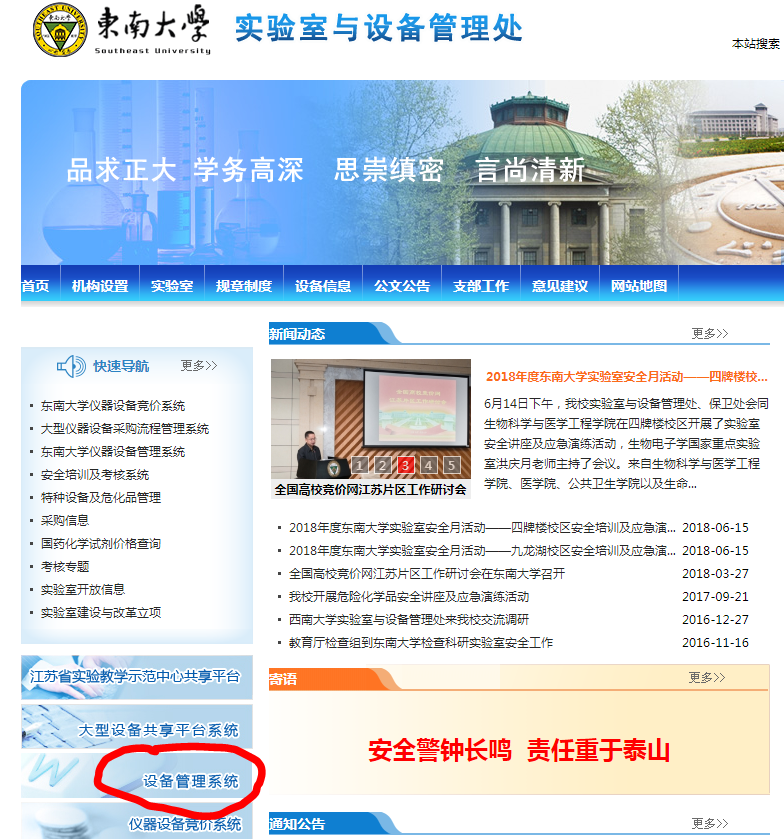 東南大學
Southeast University
实验室与设备管理处
本站搜索
品求正大 学务高深 思崇缜密 言尚清新
首页 机构设置 实验室 规章制度 设备信息 公文公告 支部工作 意见建议 网站地图
快速导航 更多>>
东南大学仪器设备竞价系统
大型仪器设备采购流程管理系统
东南大学仪器设备管理系统
安全培训及考核系统
特种设备及危化品管理
采购信息
国药化学试剂价格查询
考核专题
实验室开放信息
实验室建设与改革立项
江苏省实验教学示范中心共享平台
大型设备共享平台系统
设备管理系统
仪器设备竞价系统
新闻动态 更多>>
1 2 3 4 5
全国高校竞价网江苏片区工作研讨会
2018年度东南大学实验室安全月活动——四牌楼校...
6月14日下午，我校实验室与设备管理处、保卫处会同
生物科学与医学工程学院在四牌楼校区开展了实验室
安全讲座及应急演练活动，生物电子学国家重点实验
室洪庆月老师主持了会议。来自生物科学与医学工程
学院、医学院、公共卫生学院以及生命...
2018年度东南大学实验室安全月活动——四牌楼校区安全培训及应急演... 2018-06-15
2018年度东南大学实验室安全月活动——九龙湖校区安全培训及应急演... 2018-06-15
全国高校竞价网江苏片区工作研讨会在东南大学召开 2018-03-27
我校开展危险化学品安全讲座及应急演练活动 2017-09-21
西南大学实验室与设备管理处来我校交流调研 2016-12-27
教育厅检查组到东南大学检查科研实验室安全工作 2016-11-16
寄语 更多>>
安全警钟长鸣 责任重于泰山
通知公告 更多>>